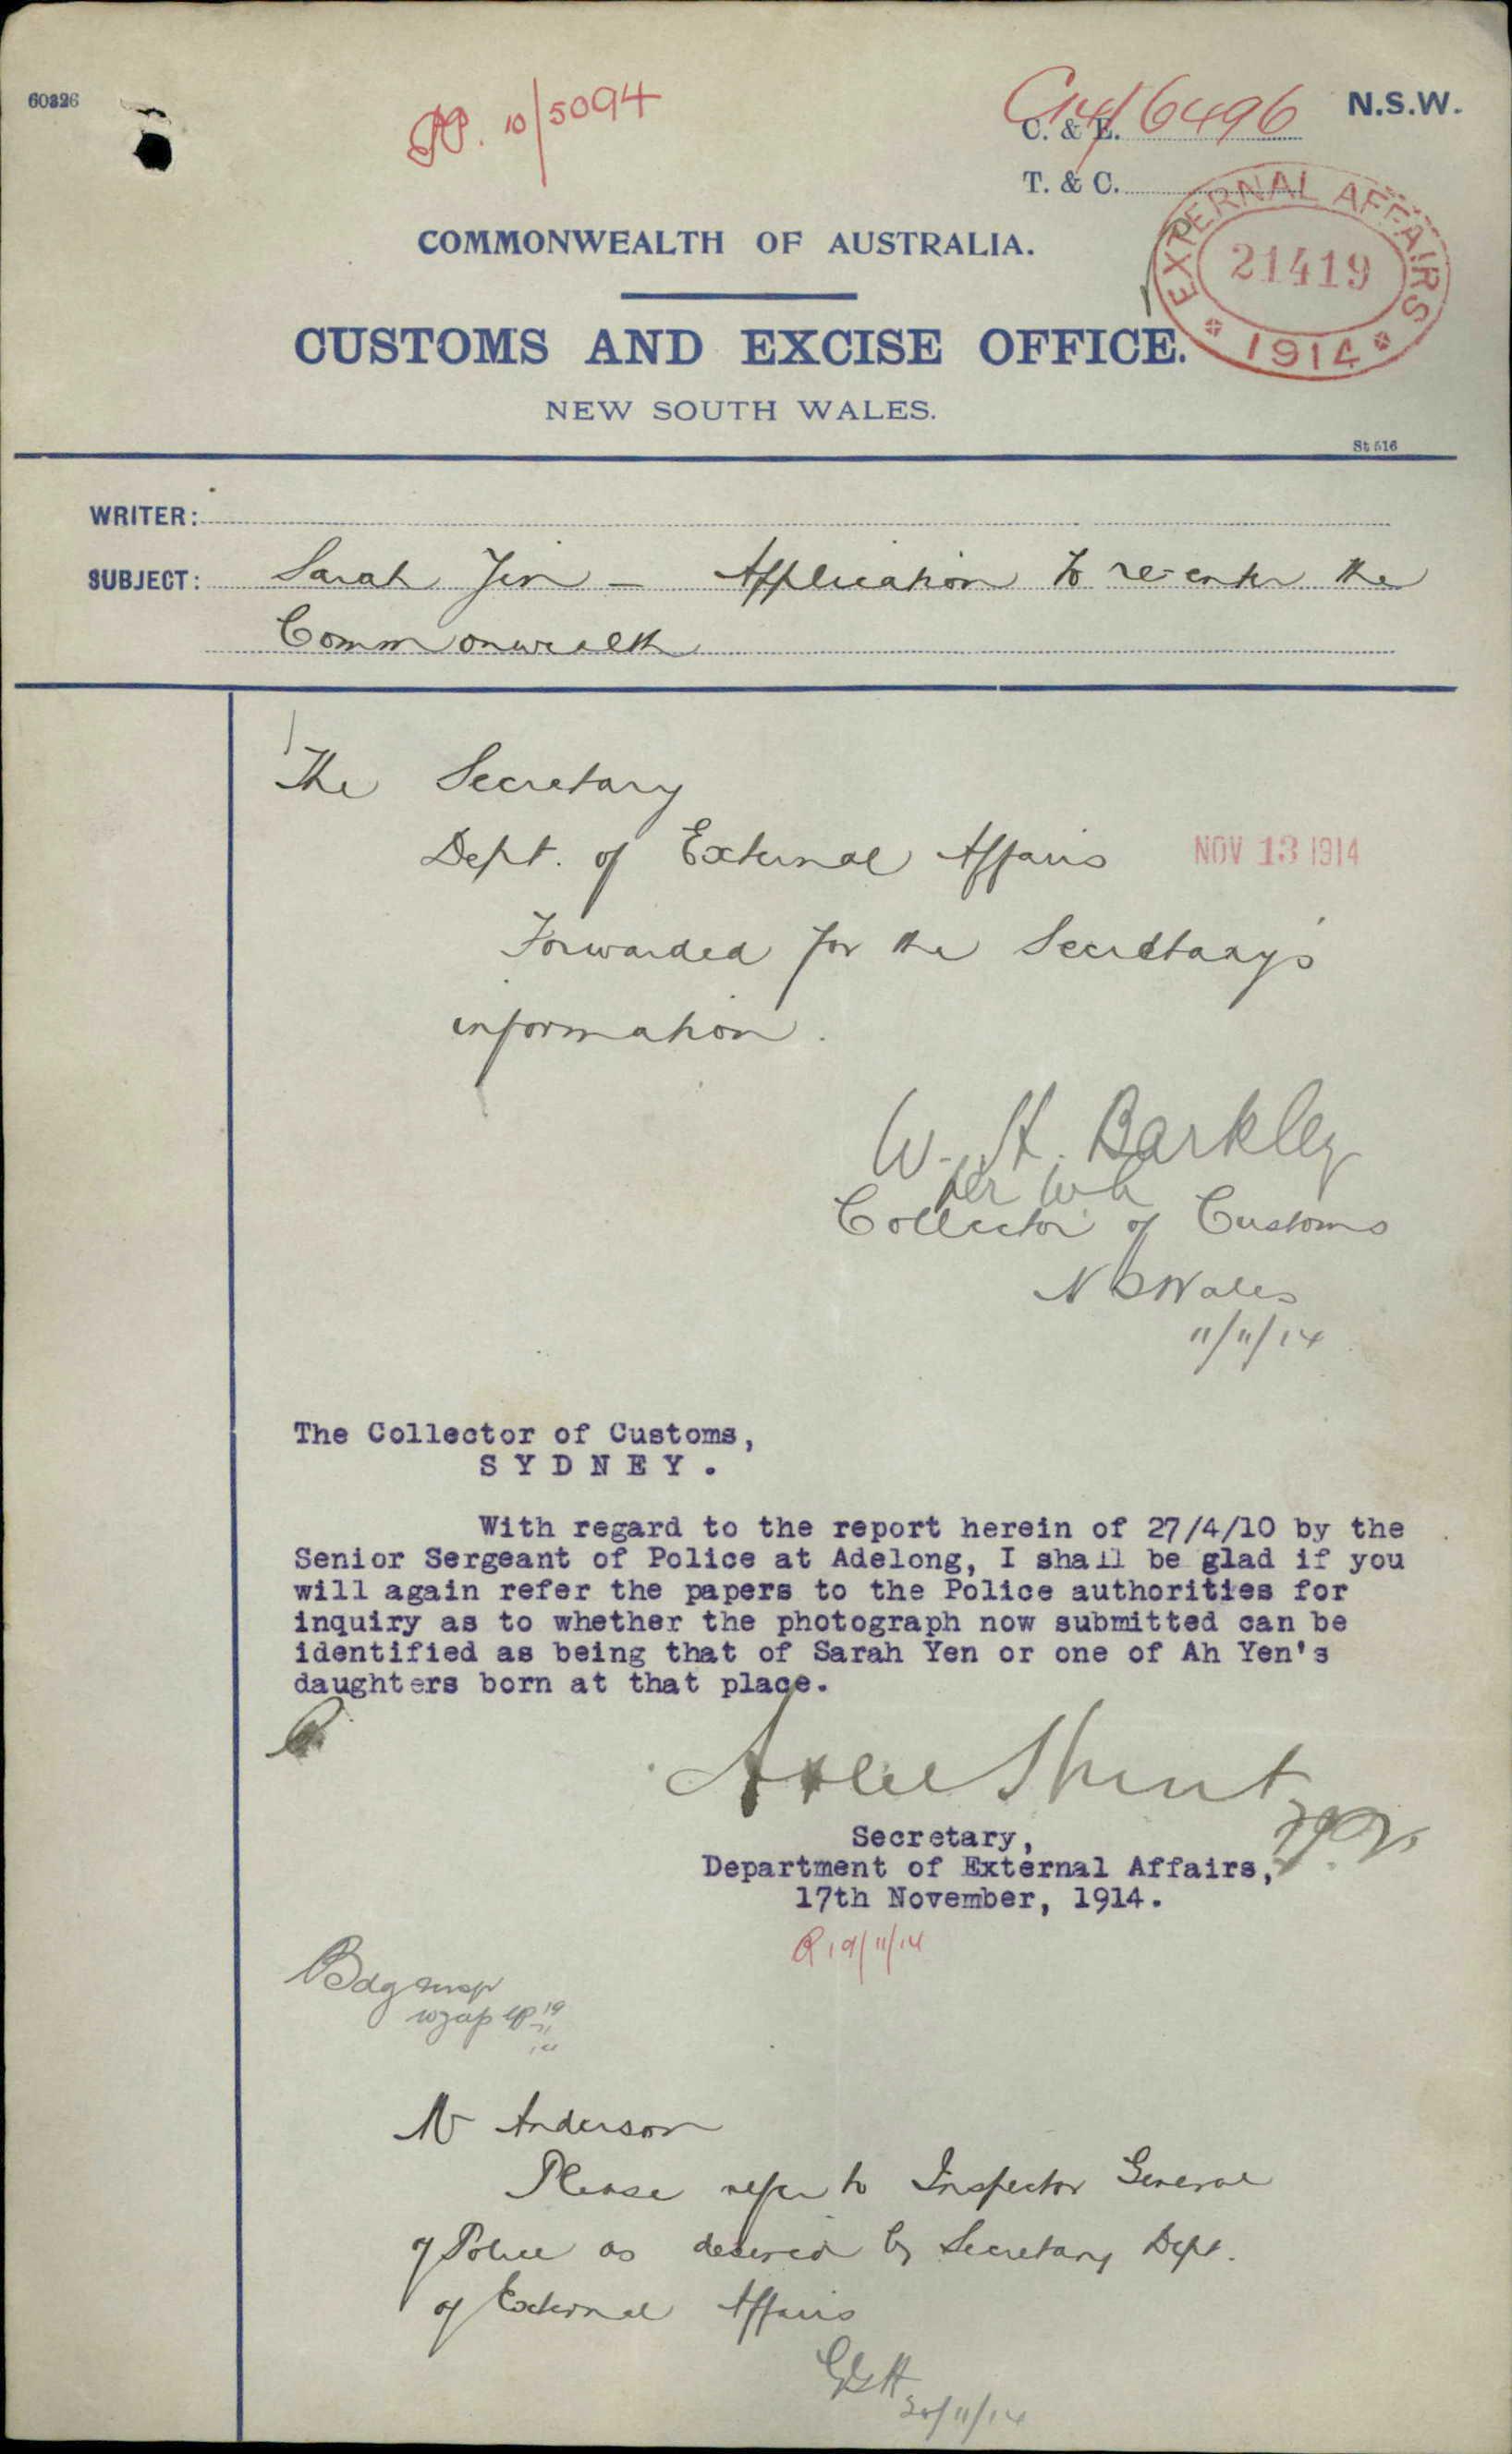 60326
10/5094
C14/6496
N.S.W.
C. & E.
T. & C.
EXTERNAL AFFAIRS
21419
1914
COMMONWEALTH OF AUSTRALIA.
CUSTOMS AND EXCISE OFFICE.
NEW SOUTH WALES.
St 516
WRITER:
SUBJECT: Sarah Yen - Application to re-enter the
Commonwealth
The Secretary
Dept. of External Affairs
NOV 13 1914
Forwarded for the Secretary's
information.
W. H. Barkley
per
Collector of Customs
N S Wales
11/11/14
The Collector of Customs,
SYDNEY.
With regard to the report herein of 27/4/10 by the
Senior Sergeant of Police at Adelong, I shall be glad if you
will again refer the papers to the Police authorities for
inquiry as to whether the photograph now submitted can be
identified as being that of Sarah Yen or one of Ah Yen's
daughters born at that place.
Atlee Hunt
Secretary,
Department of External Affairs,
17th November, 1914.
R 19/11/14
Mr Anderson
Please refer to Inspector General
of Police as desired by Secretary Dept.
of External Affairs
20/11/14